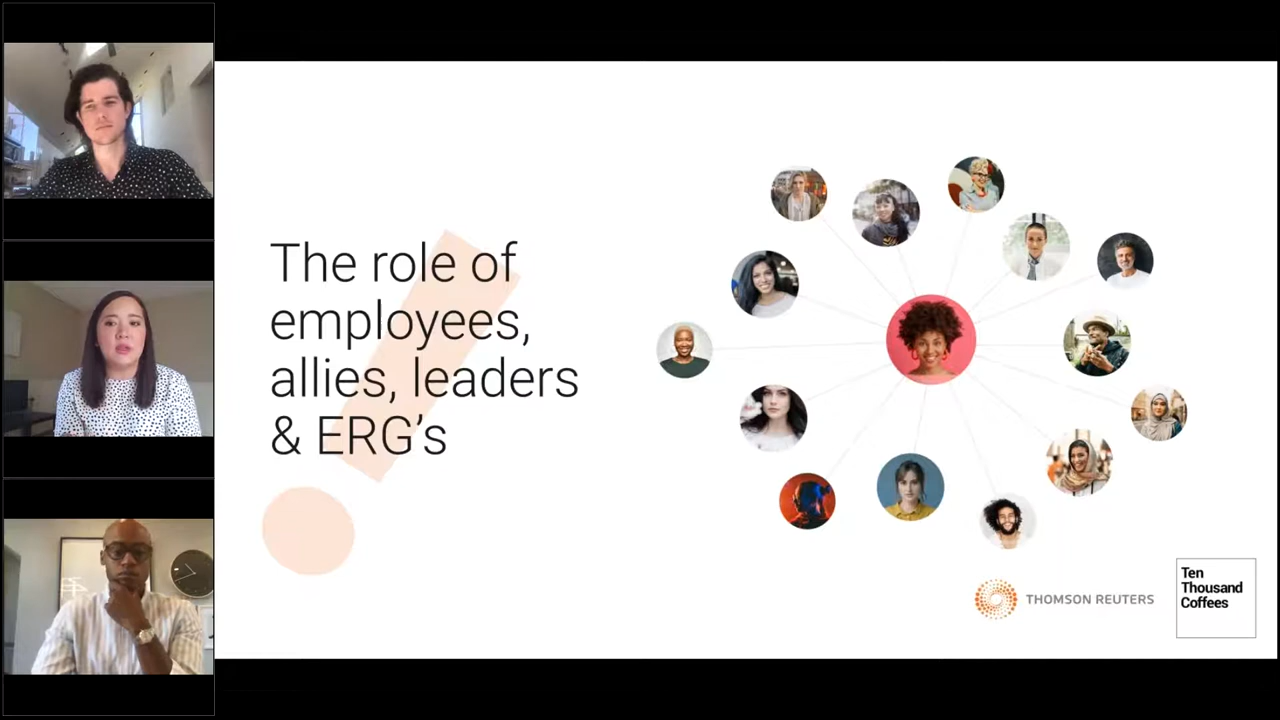 The role of
employees,
allies, leaders
& ERG's
THOMSON REUTERS
Ten
Thousand
Coffees